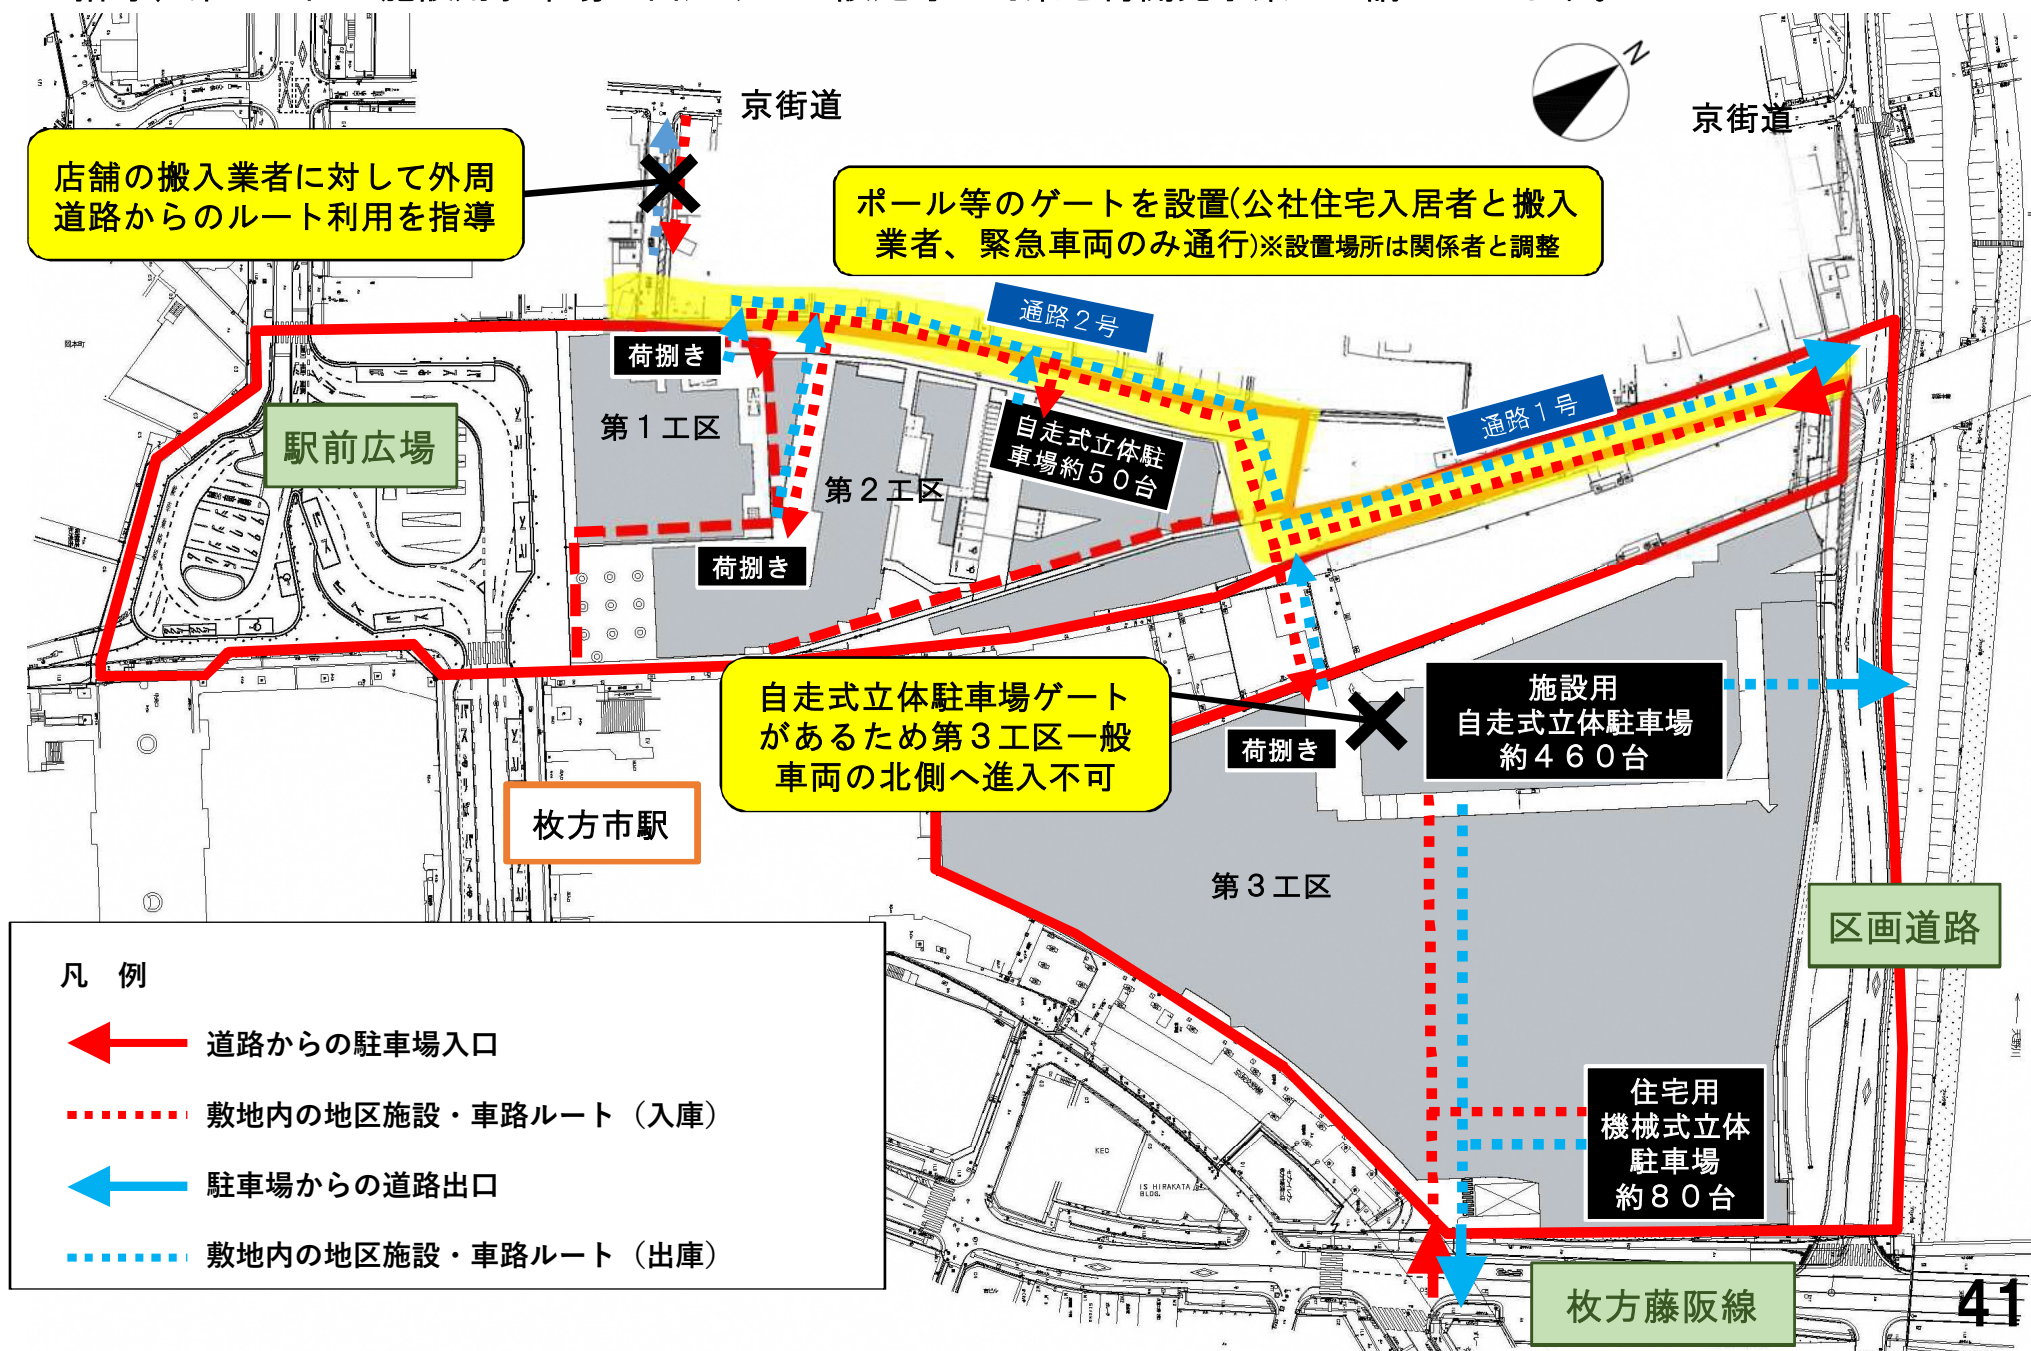 京街道
京街道
N
店舗の搬入業者に対して外周
道路からのルート利用を指導
ポール等のゲートを設置(公社住宅入居者と搬入
業者、緊急車両のみ通行)※設置場所は関係者と調整
通路２号
荷捌き
通路１号
岡本町
駅前広場
第１工区
自走式立体駐
車場約５０台
第２工区
荷捌き
自走式立体駐車場ゲート
があるため第３工区一般
車両の北側へ進入不可
施設用
自走式立体駐車場
約４６０台
荷捌き
枚方市駅
第３工区
区画道路
天野川
凡　例
道路からの駐車場入口
敷地内の地区施設・車路ルート（入庫）
駐車場からの道路出口
敷地内の地区施設・車路ルート（出庫）
住宅用
機械式立体
駐車場
約８０台
KEC
IS HIRAKATA
BLDG.
枚方藤阪線
41